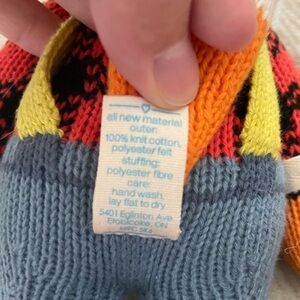 all new material
outer:
100% knit cotton,
polyester felt
stuffing:
polyester fibre
care:
hand wash,
lay flat to dry
5401 Eglinton Ave.
Etobicoke, ON